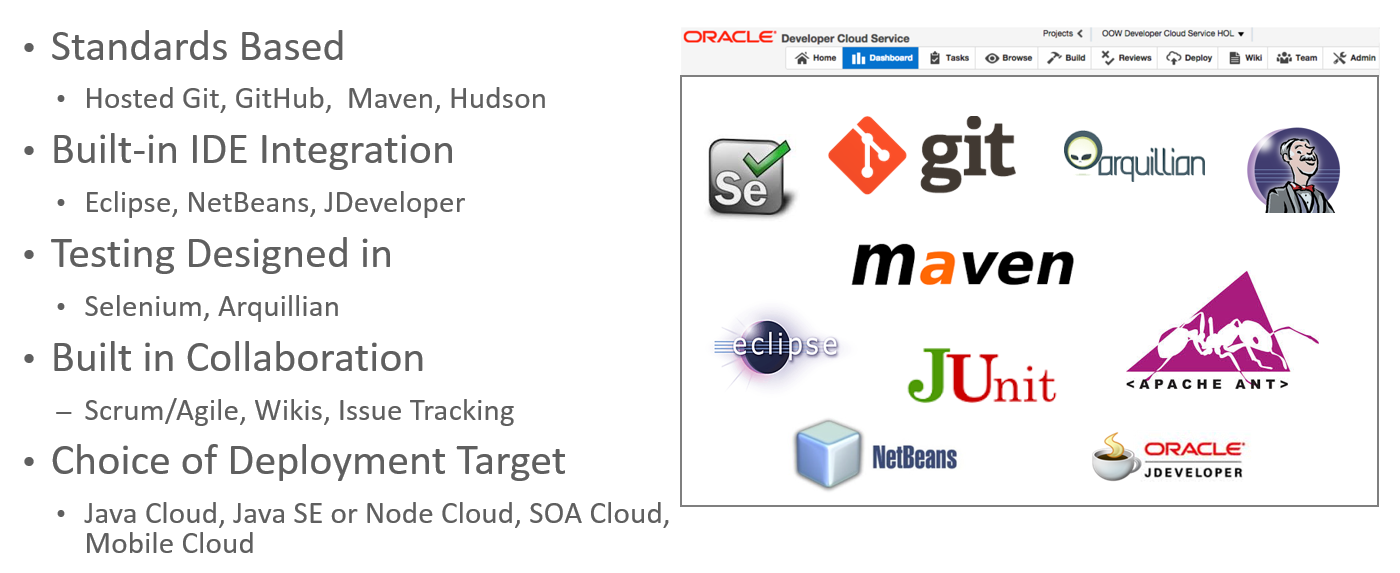 • Standards Based
• Hosted Git, GitHub,  Maven, Hudson
• Built-in IDE Integration
• Eclipse, NetBeans, JDeveloper
• Testing Designed in
• Selenium, Arquillian
• Built in Collaboration
– Scrum/Agile, Wikis, Issue Tracking
• Choice of Deployment Target
• Java Cloud, Java SE or Node Cloud, SOA Cloud,
Mobile Cloud
ORACLE Developer Cloud Service
Projects
OOW Developer Cloud Service HOL
Home Dashboard Tasks Browse Build Reviews Deploy Wiki Team Admin
Se
git
arquillian
maven
eclipse
JUnit
<APACHE ANT>
NetBeans
ORACLE
JDEVELOPER